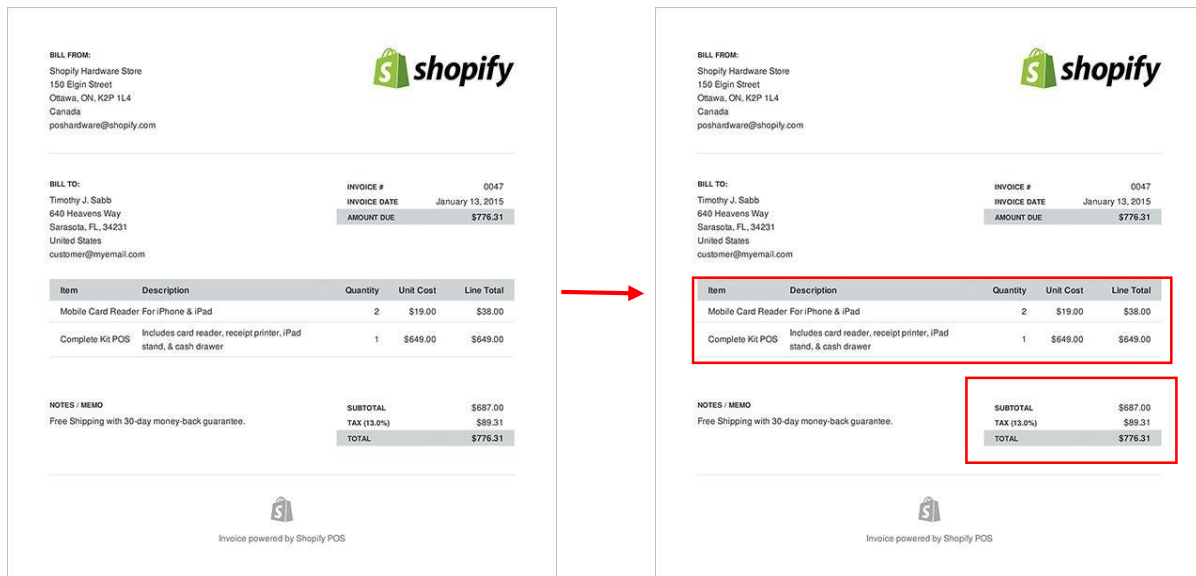 BILL FROM:
shopify
Shopify Hardware Store
150 Elgin Street
Ottawa, ON, K2P 1L4
Canada
poshardware@shopify.com
BILL TO:
Timothy J. Sabb
640 Heavens Way
Sarasota, FL, 34231
United States
customer@myemail.com
INVOICE # 0047
INVOICE DATE January 13, 2015
AMOUNT DUE $776.31
Item Description Quantity Unit Cost Line Total
Mobile Card Reader For iPhone & iPad 2 $19.00 $38.00
Complete Kit POS Includes card reader, receipt printer, iPad 1 $649.00 $649.00
stand, & cash drawer
NOTES / MEMO
Free Shipping with 30-day money-back guarantee.
SUBTOTAL $687.00
TAX (13.0%) $89.31
TOTAL $776.31
Invoice powered by Shopify POS
BILL FROM:
shopify
Shopify Hardware Store
150 Elgin Street
Ottawa, ON, K2P 1L4
Canada
poshardware@shopify.com
BILL TO:
Timothy J. Sabb
640 Heavens Way
Sarasota, FL, 34231
United States
customer@myemail.com
INVOICE # 0047
INVOICE DATE January 13, 2015
AMOUNT DUE $776.31
Item Description Quantity Unit Cost Line Total
Mobile Card Reader For iPhone & iPad 2 $19.00 $38.00
Complete Kit POS Includes card reader, receipt printer, iPad 1 $649.00 $649.00
stand, & cash drawer
NOTES / MEMO
Free Shipping with 30-day money-back guarantee.
SUBTOTAL $687.00
TAX (13.0%) $89.31
TOTAL $776.31
Invoice powered by Shopify POS